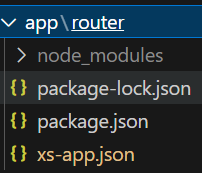 app\router
node_modules
package-lock.json
package.json
xs-app.json